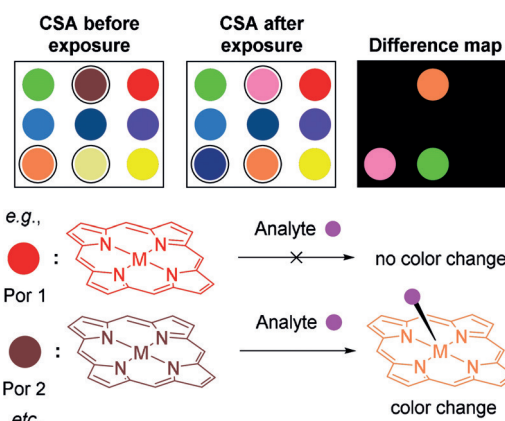 CSA before exposure
CSA after exposure
Difference map
e.g.,
Por 1
:
M
N
N
N
N
Analyte
no color change
Por 2
:
M
N
N
N
N
Analyte
M
N
N
N
N
color change
etc.